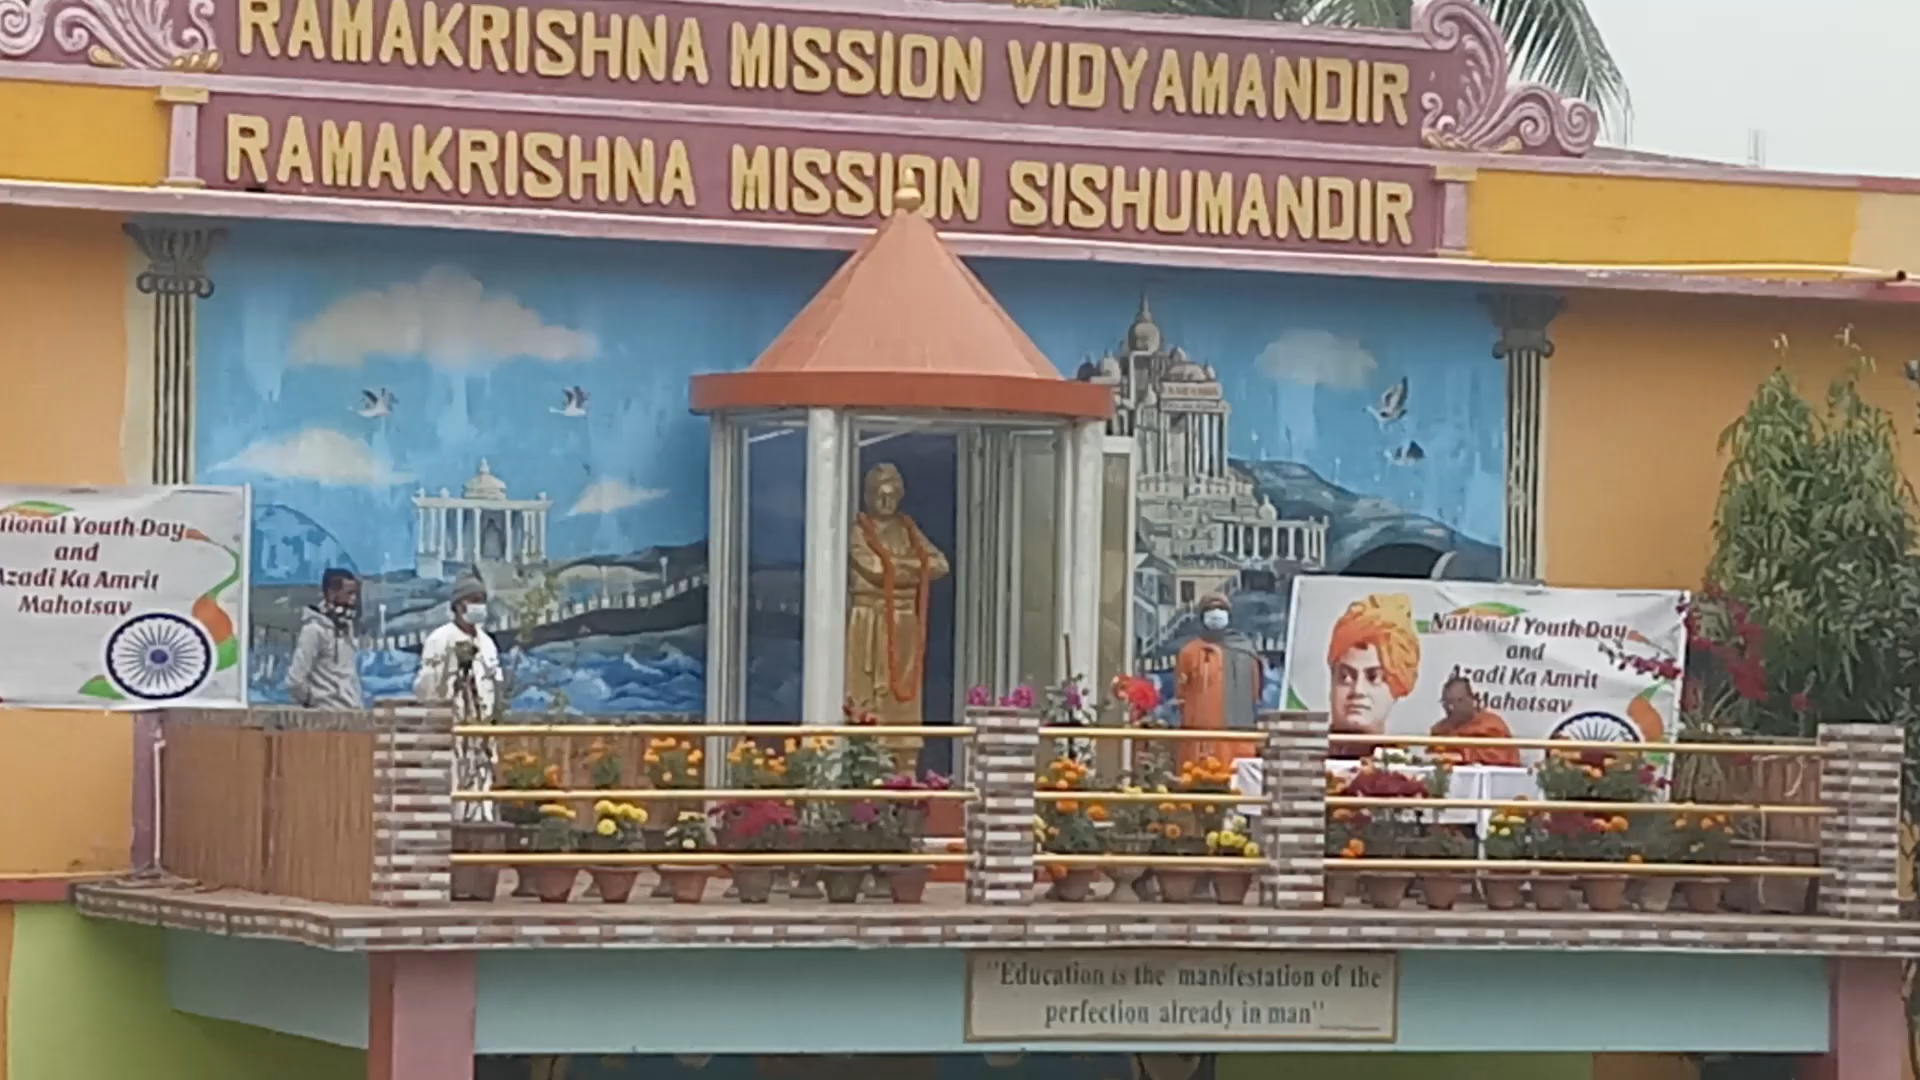 RAMAKRISHNA MISSION VIDYAMANDIR
RAMAKRISHNA MISSION SISHUMANDIR
tional Youth Day
and
Azadi Ka Amrit
Mahotsav
National Youth Day
and
Azadi Ka Amrit
Mahotsav
"Education is the manifestation of the
perfection already in man"